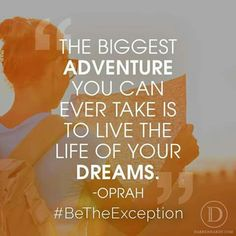 THE BIGGEST
ADVENTURE
YOU CAN
EVER TAKE IS
TO LIVE THE
LIFE OF YOUR
DREAMS.
-OPRAH
#BeTheException
D